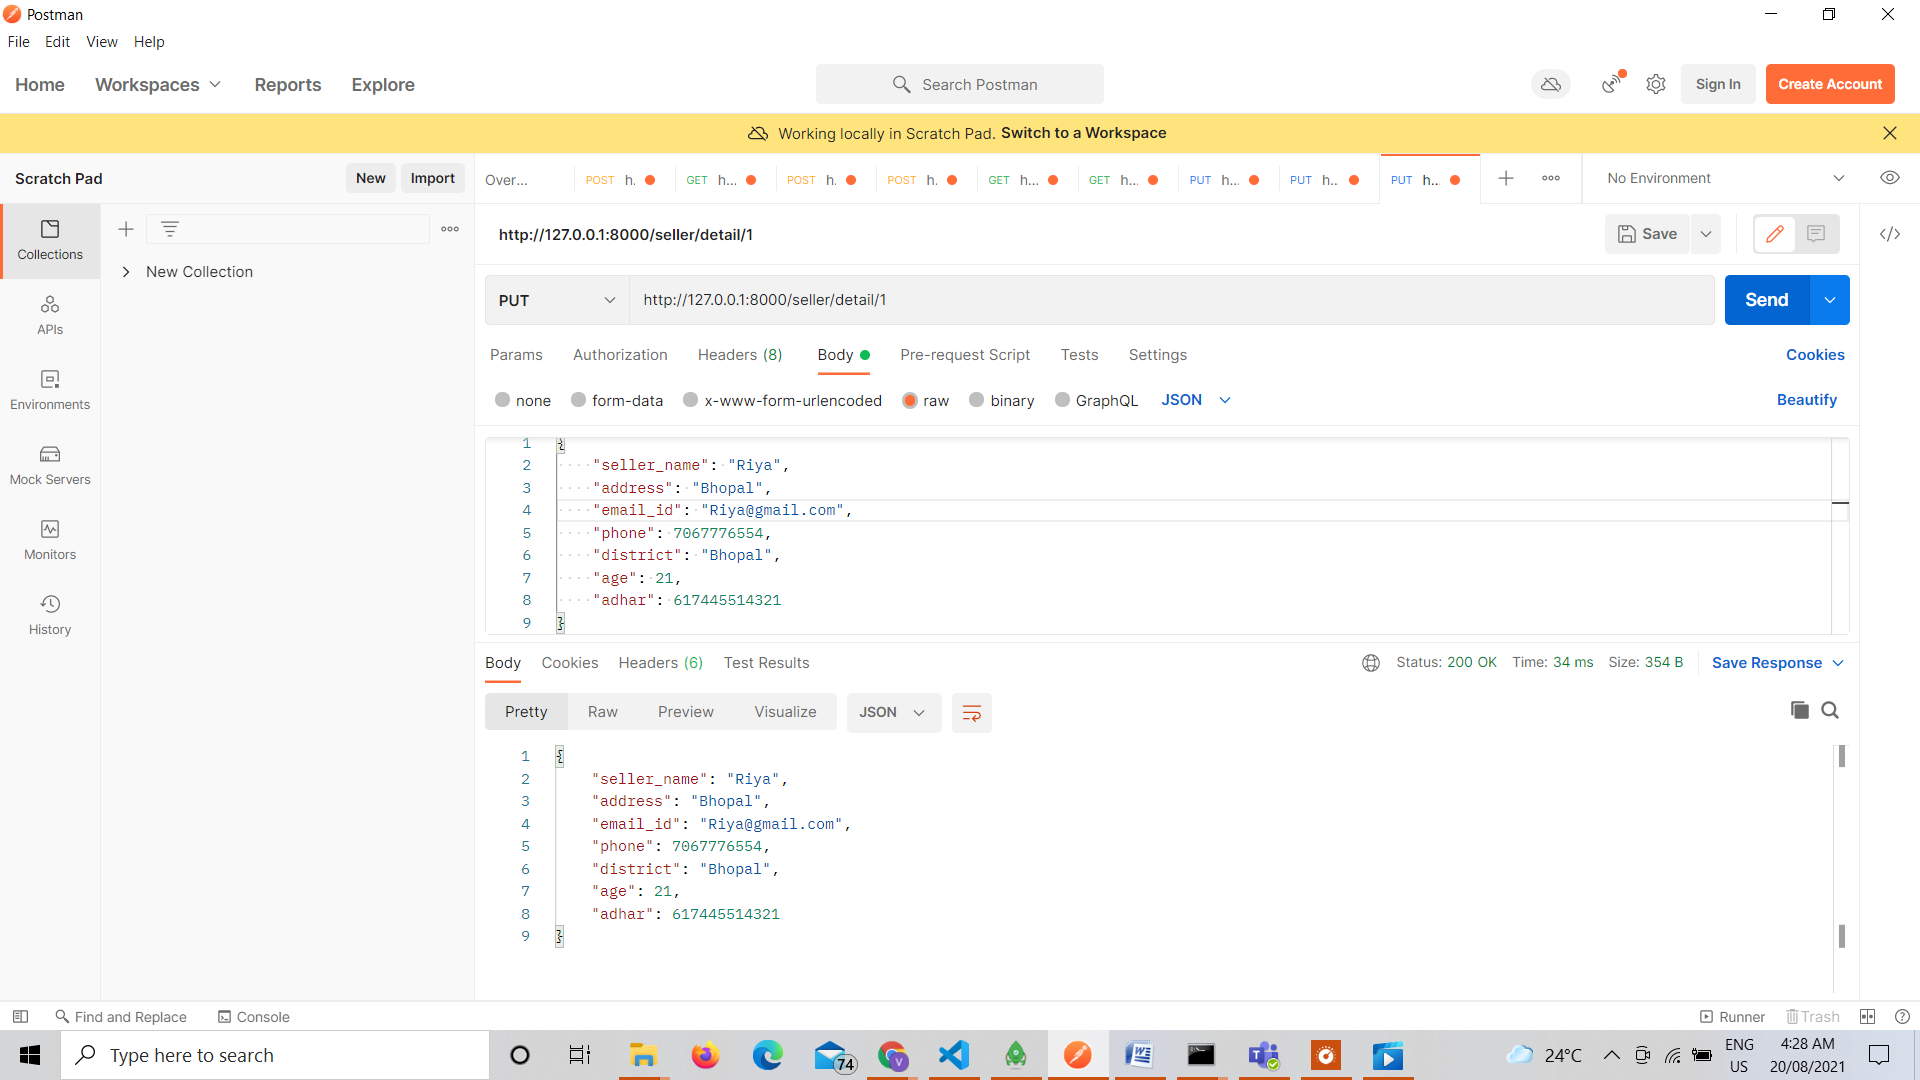 Postman
File Edit View Help
Home Workspaces Reports Explore Search Postman Sign In Create Account
Working locally in Scratch Pad. Switch to a Workspace
Scratch Pad New Import Over... POST h. GET h... POST h. POST h. GET h... GET h... PUT h... PUT h... PUT h... No Environment
Collections
New Collection
APIs
Environments
Mock Servers
Monitors
History
http://127.0.0.1:8000/seller/detail/1 Save
PUT http://127.0.0.1:8000/seller/detail/1 Send
Params Authorization Headers (8) Body Pre-request Script Tests Settings Cookies
none form-data x-www-form-urlencoded raw binary GraphQL JSON Beautify
1 {
2 "seller_name": "Riya",
3 "address": "Bhopal",
4 "email_id": "Riya@gmail.com",
5 "phone": 7067776554,
6 "district": "Bhopal",
7 "age": 21,
8 "adhar": 617445514321
9 }
Body Cookies Headers (6) Test Results Status: 200 OK Time: 34 ms Size: 354 B Save Response
Pretty Raw Preview Visualize JSON
1 {
2 "seller_name": "Riya",
3 "address": "Bhopal",
4 "email_id": "Riya@gmail.com",
5 "phone": 7067776554,
6 "district": "Bhopal",
7 "age": 21,
8 "adhar": 617445514321
9 }
Find and Replace Console Runner Trash
Type here to search 74 V 24°C ENG US 4:28 AM 20/08/2021